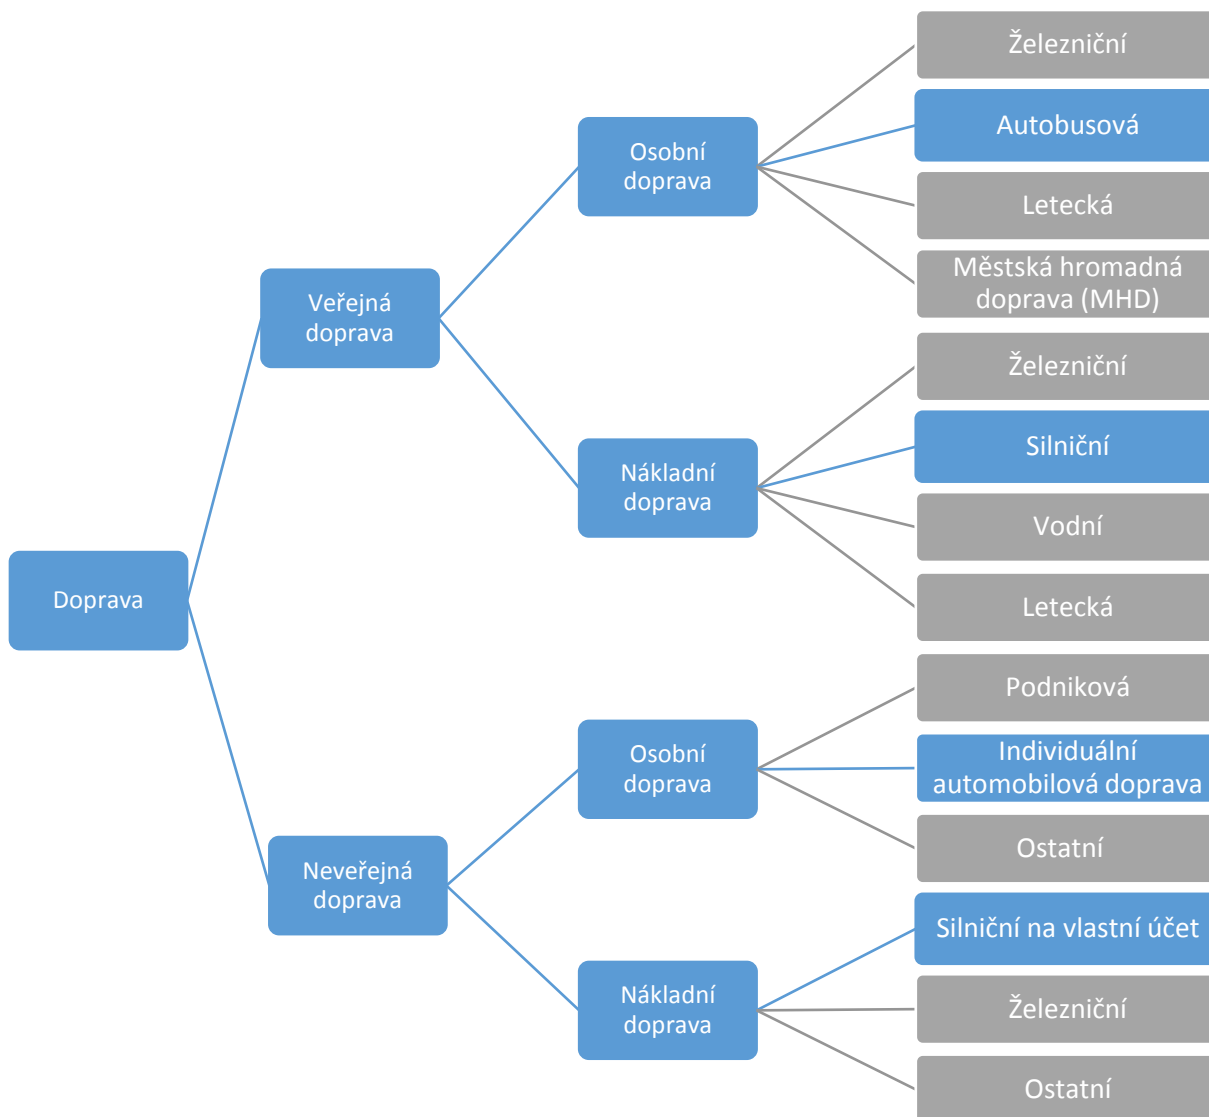 Železniční
Autobusová
Letecká
Městská hromadná
doprava (MHD)
Osobní
doprava
Veřejná
doprava
Železniční
Silniční
Vodní
Letecká
Nákladní
doprava
Doprava
Podniková
Individuální
automobilová doprava
Ostatní
Osobní
doprava
Neveřejná
doprava
Silniční na vlastní účet
Železniční
Ostatní
Nákladní
doprava